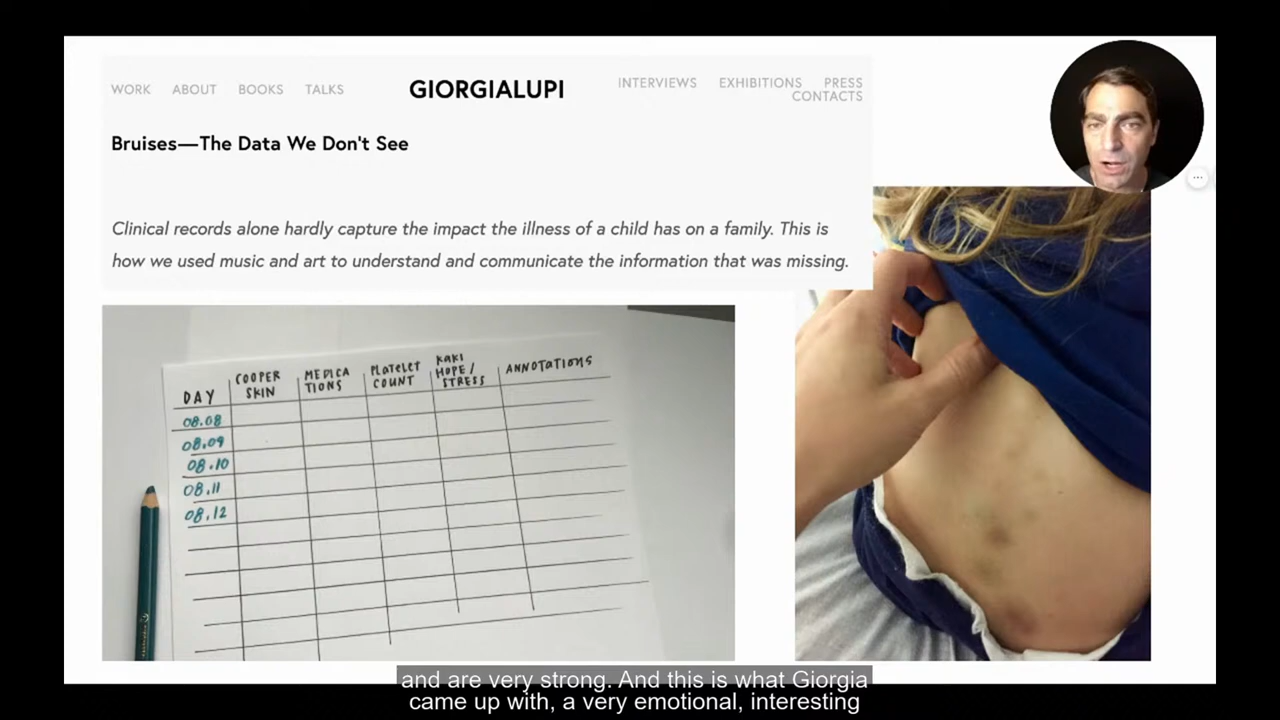 WORK ABOUT BOOKS TALKS GIORGIALUPI INTERVIEWS EXHIBITIONS PRESS
CONTACTS
Bruises—The Data We Don't See
Clinical records alone hardly capture the impact the illness of a child has on a family. This is
how we used music and art to understand and communicate the information that was missing.
DAY
COOPER
SKIN
MEDICA
TIONS
PLATELET
COUNT
KAKI
HOPE/
STRESS
ANNOTATIONS
08.08
08.09
08.10
08.11
08.12
and are very strong. And this is what Giorgia
came up with, a very emotional, interesting